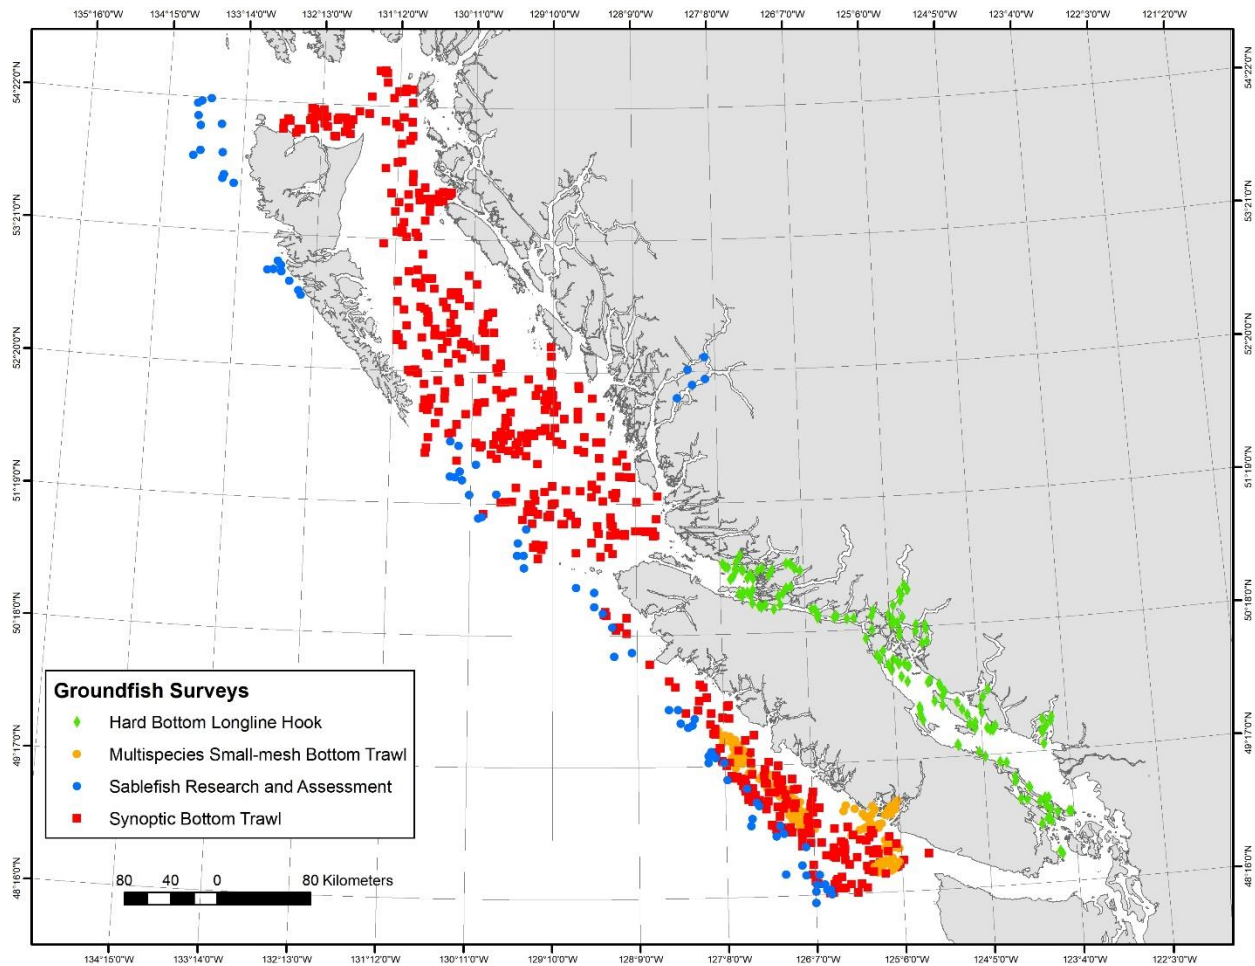 135°16'0"W 134°14'0"W 133°14'0"W 132°13'0"W 131°12'0"W 130°11'0"W 129°10'0"W 128°9'0"W 127°8'0"W 126°7'0"W 125°6'0"W 124°5'0"W 123°4'0"W 122°3'0"W 121°2'0"W
54°22'0"N 54°22'0"N
53°21'0"N 53°21'0"N
52°20'0"N 52°20'0"N
51°19'0"N 51°19'0"N
50°18'0"N 50°18'0"N
Groundfish Surveys
Hard Bottom Longline Hook
Multispecies Small-mesh Bottom Trawl
Sablefish Research and Assessment
Synoptic Bottom Trawl
49°17'0"N 49°17'0"N
80 40 0 80 Kilometers
48°16'0"N 48°16'0"N
134°15'0"W 133°14'0"W 132°13'0"W 131°12'0"W 130°11'0"W 129°10'0"W 128°9'0"W 127°8'0"W 126°7'0"W 125°6'0"W 124°5'0"W 123°4'0"W 122°3'0"W